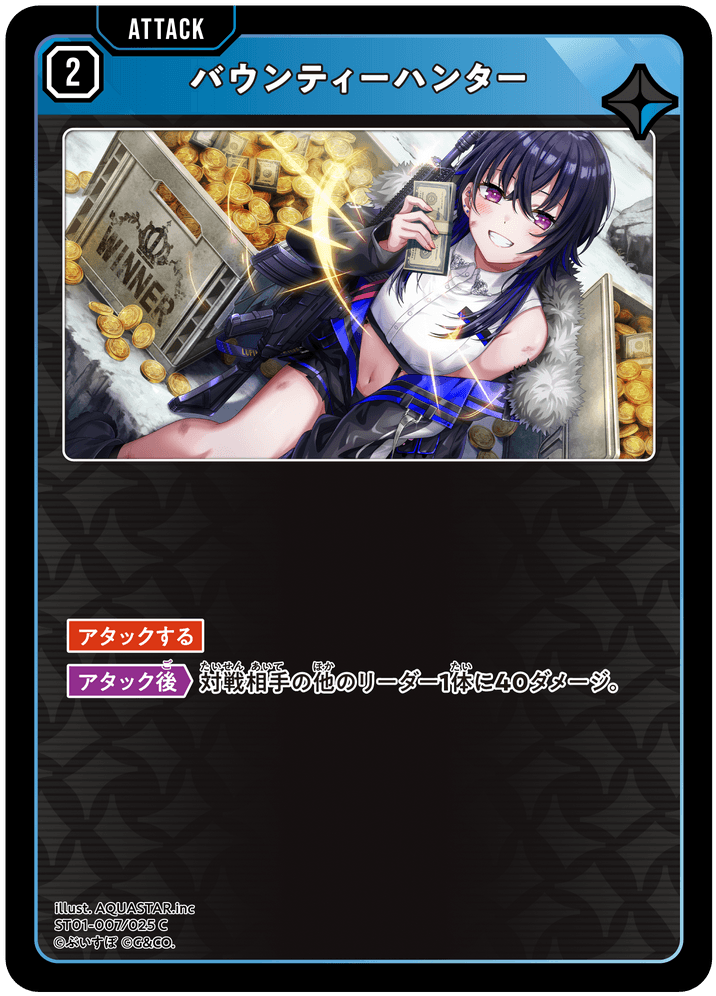 ATTACK
2
バウンティーハンター
WINNER
アタックする
アタック後 対戦相手の他のリーダー1体に40ダメージ。
illust. AQUASTAR.inc
ST01-007/025 C
©ぶいすぽ ©G&CO.